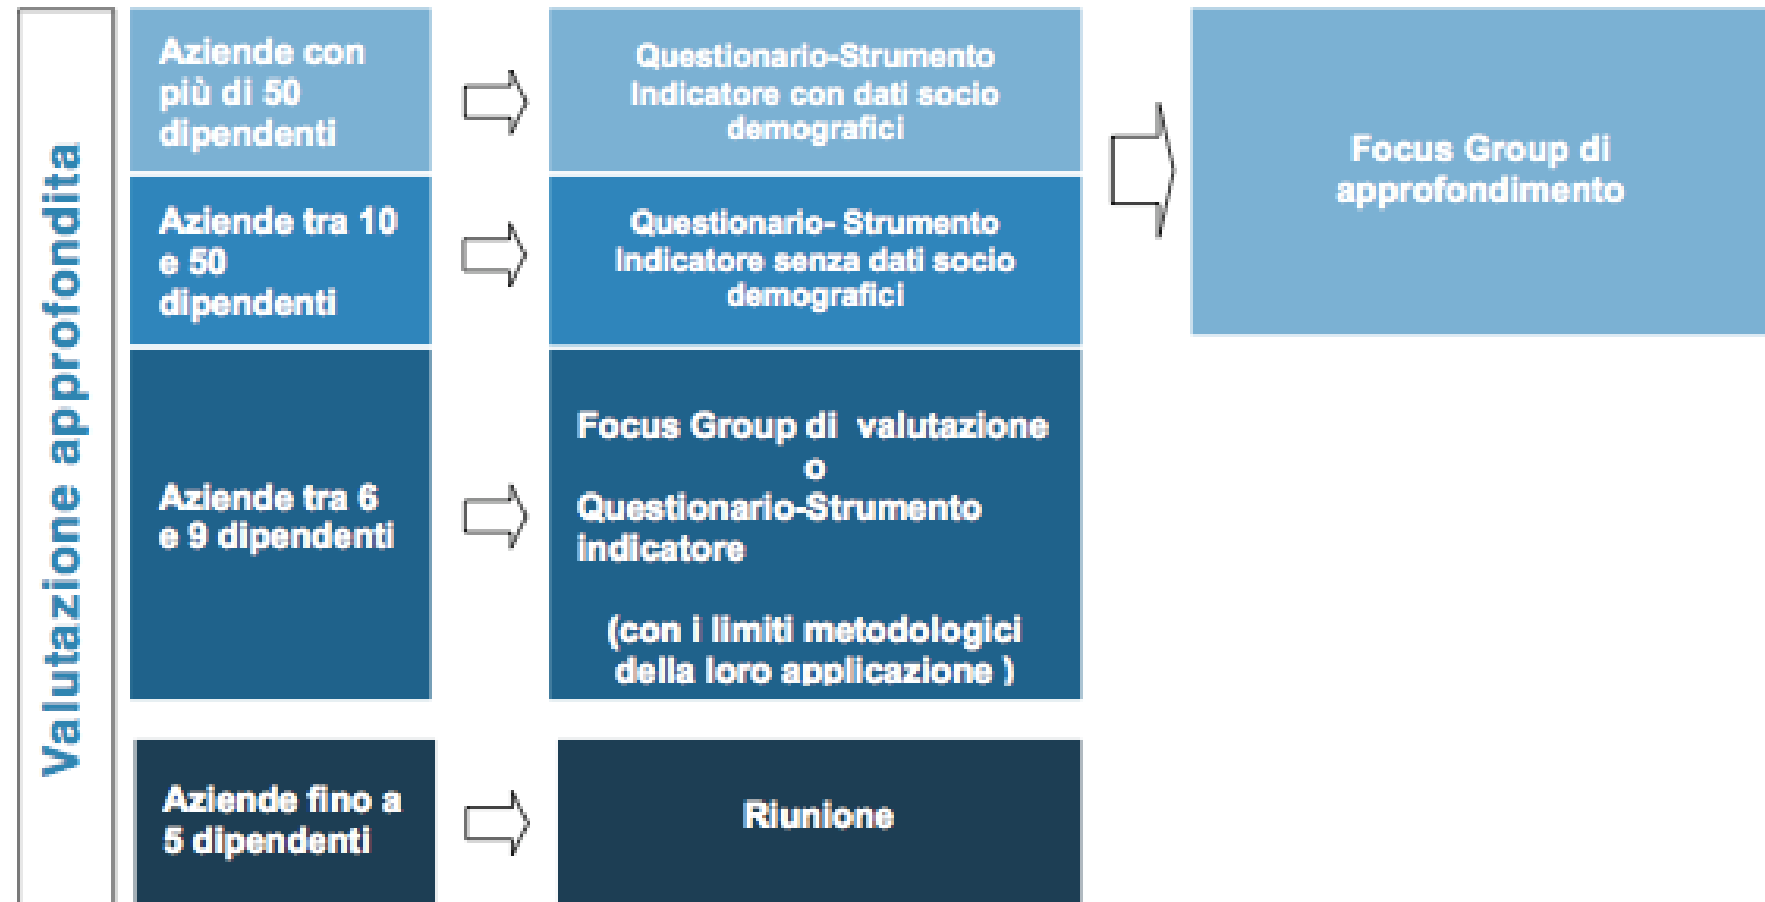 Valutazione approfondita
Aziende con
più di 50
dipendenti
Questionario-Strumento
Indicatore con dati socio
demografici
Focus Group di
approfondimento
Aziende tra 10
e 50
dipendenti
Questionario- Strumento
Indicatore senza dati socio
demografici
Aziende tra 6
e 9 dipendenti
Focus Group di  valutazione
o
Questionario-Strumento
indicatore
(con i limiti metodologici
della loro applicazione )
Aziende fino a
5 dipendenti
Riunione